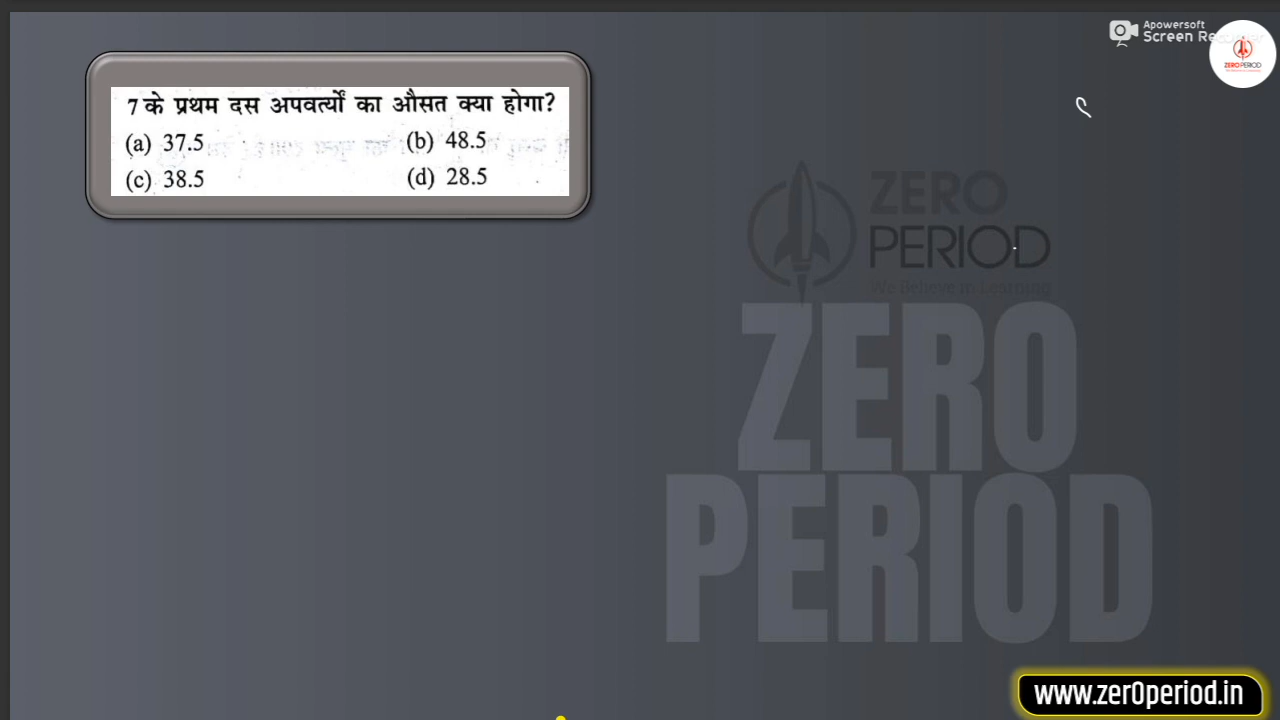 Apowersoft
Screen Recorder
ZEROPERIOD
7 के प्रथम दस अपवर्त्यों का औसत क्या होगा?
(a) 37.5 (b) 48.5
(c) 38.5 (d) 28.5
ZERO
PERIOD
We Believe in Learning
ZERO
PERIOD
www.zer0period.in